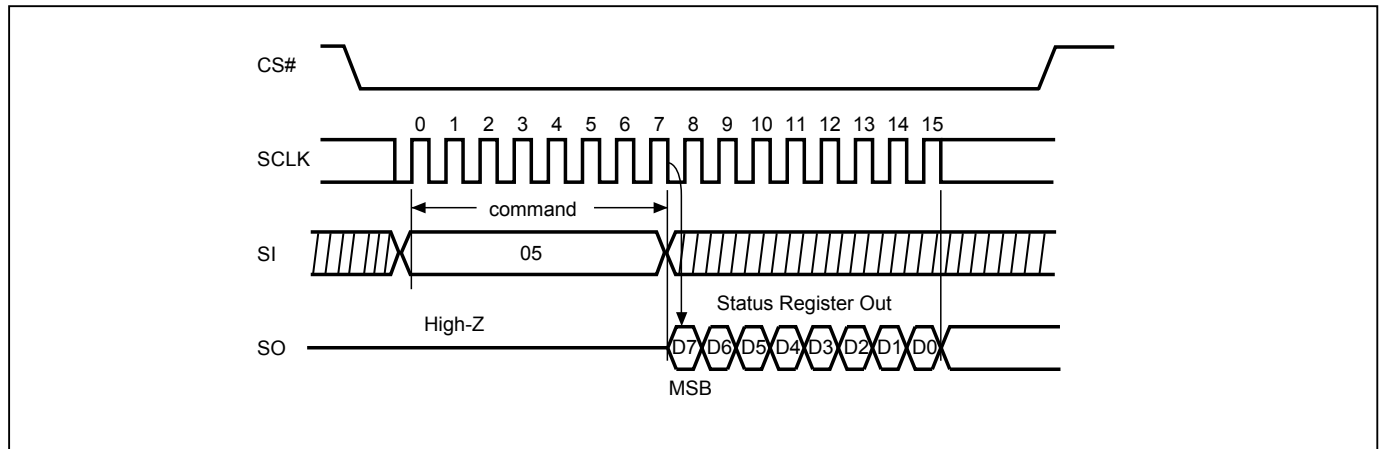 CS#
0 1 2 3 4 5 6 7 8 9 10 11 12 13 14 15
SCLK
command
SI
05
Status Register Out
High-Z
SO
D7 D6 D5 D4 D3 D2 D1 D0
MSB